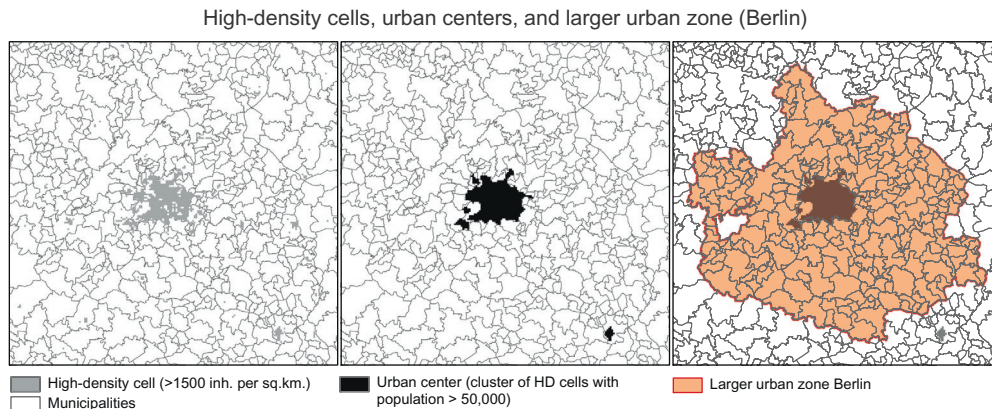 High-density cells, urban centers, and larger urban zone (Berlin)
High-density cell (>1500 inh. per sq.km.)
Municipalities
Urban center (cluster of HD cells with
population > 50,000)
Larger urban zone Berlin